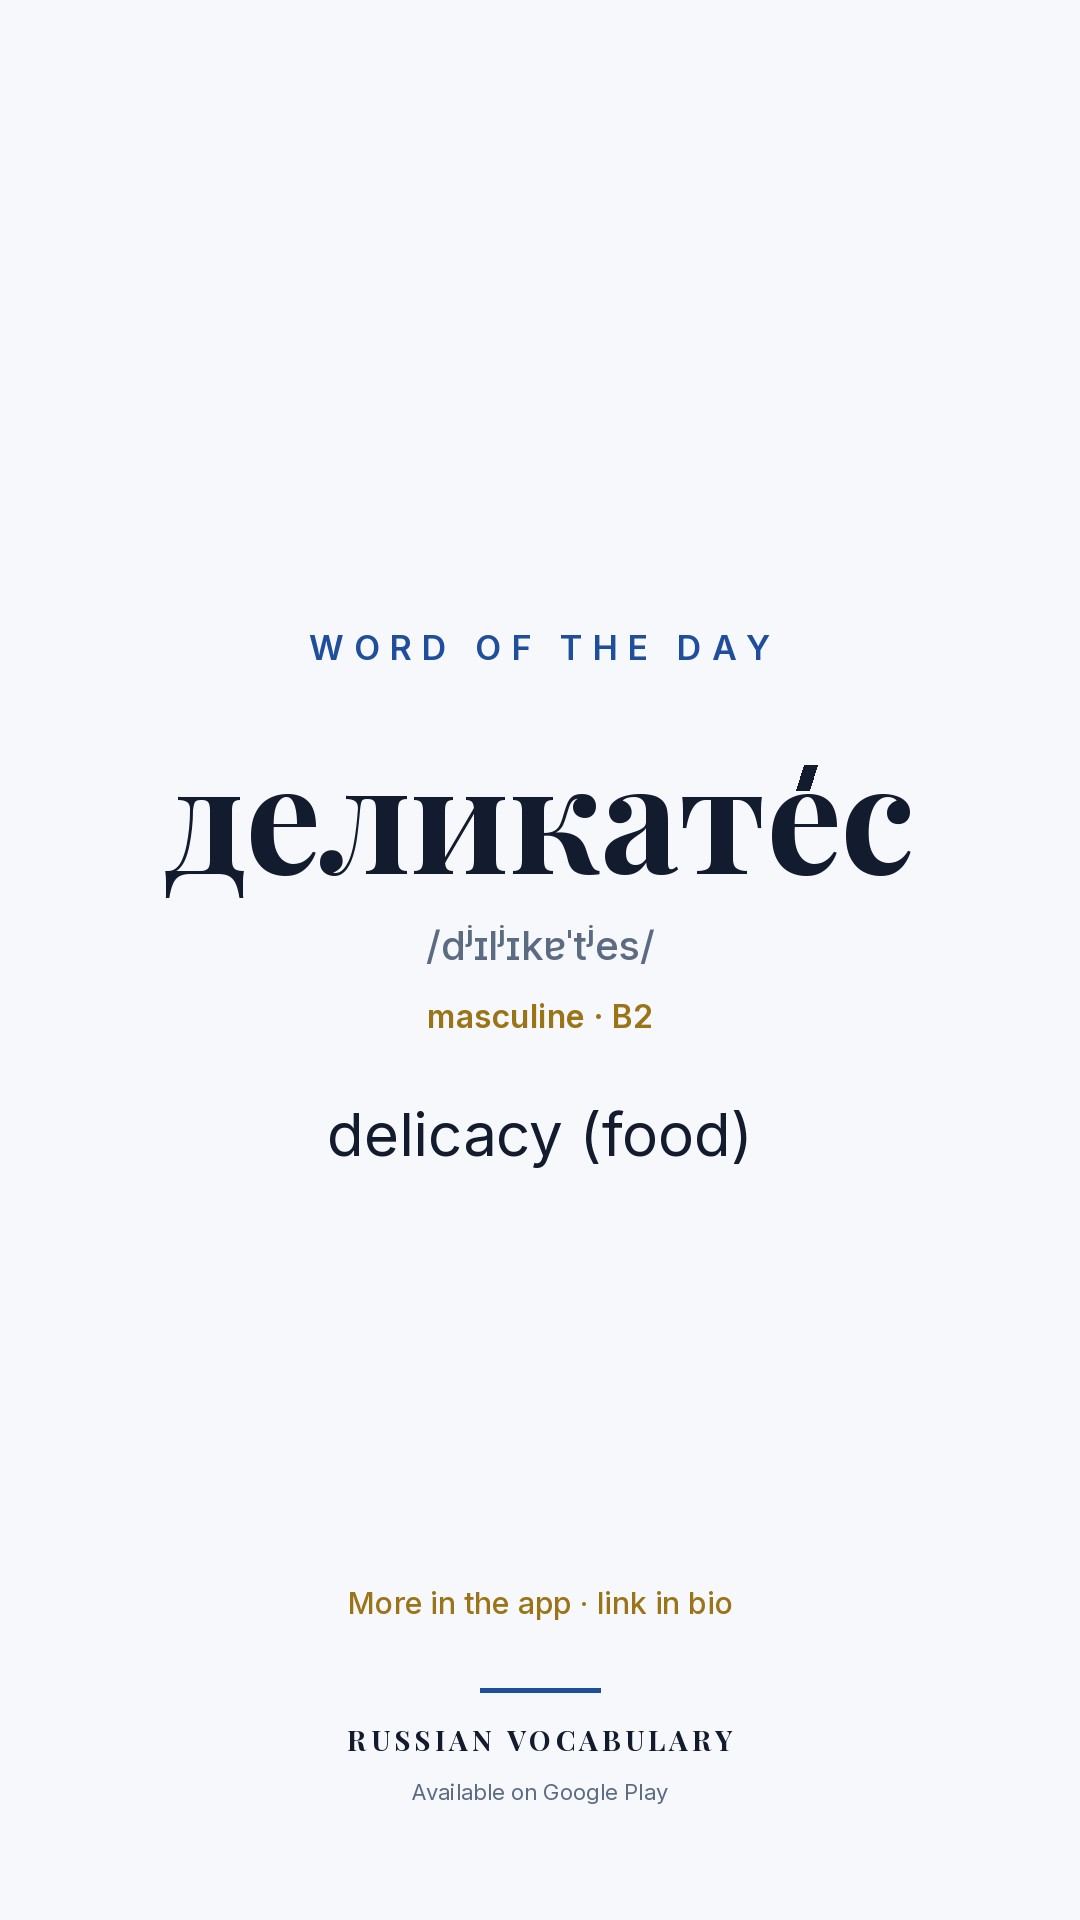 WORD OF THE DAY
деликате́с
/dʲɪlʲɪkɐˈtʲes/
masculine · B2
delicacy (food)
More in the app · link in bio
RUSSIAN VOCABULARY
Available on Google Play